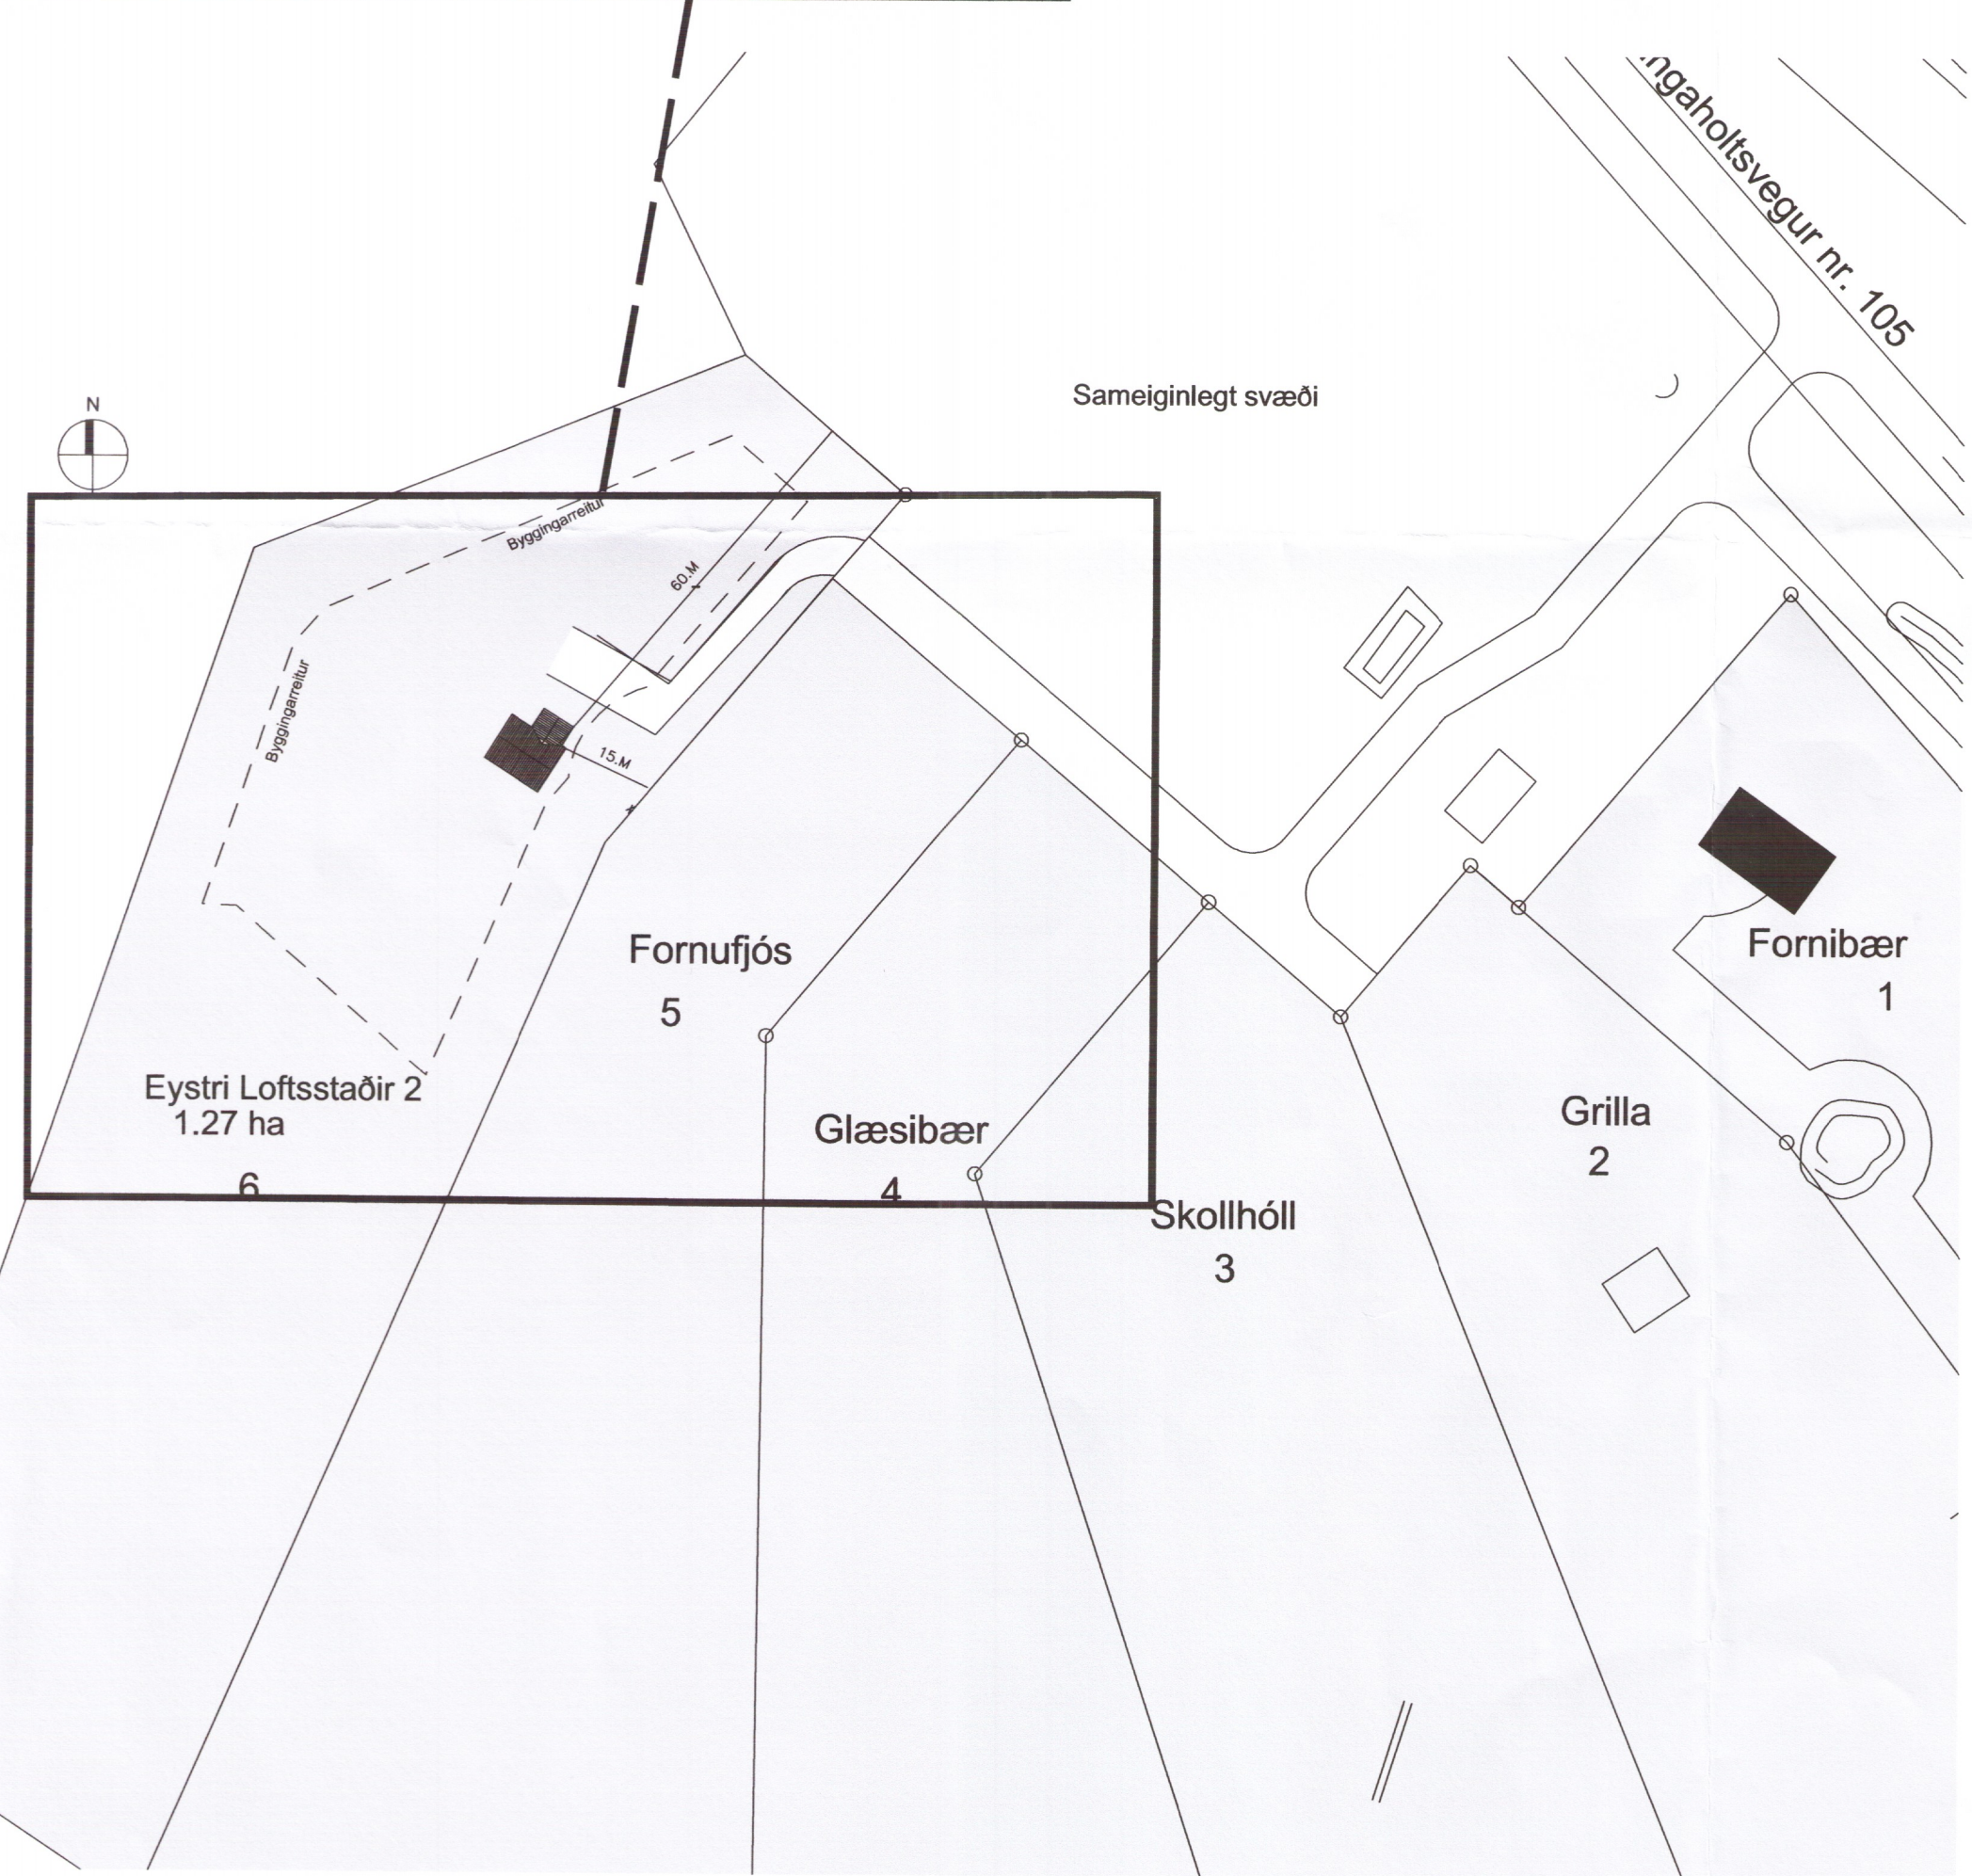 ngaholtsvegur nr. 105
Sameiginlegt svæði
N
Byggingarreitur
60.M
Byggingarreitur
15.M
Fornufjós
5
Fornibær
1
Eystri Loftsstaðir 2
1.27 ha
6
Glæsibær
4
Grilla
2
Skollhóll
3